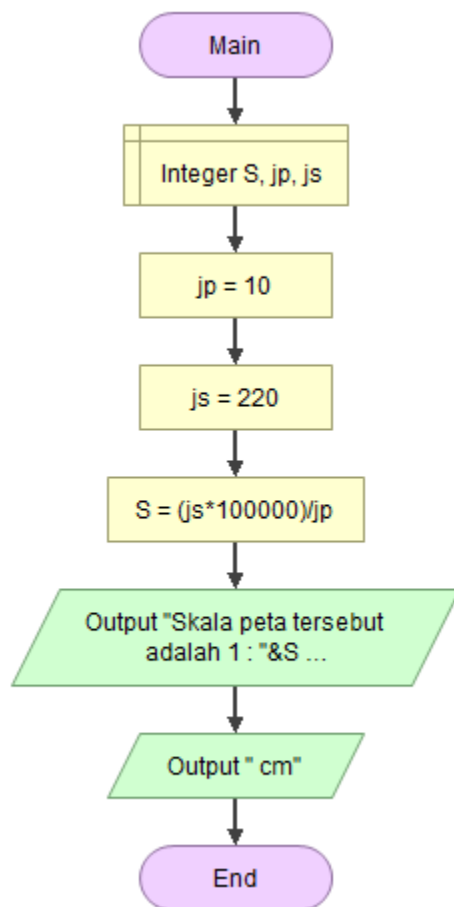 Main
Integer S, jp, js
jp = 10
js = 220
S = (js*100000)/jp
Output "Skala peta tersebut
adalah 1 : "&S ...
Output " cm"
End